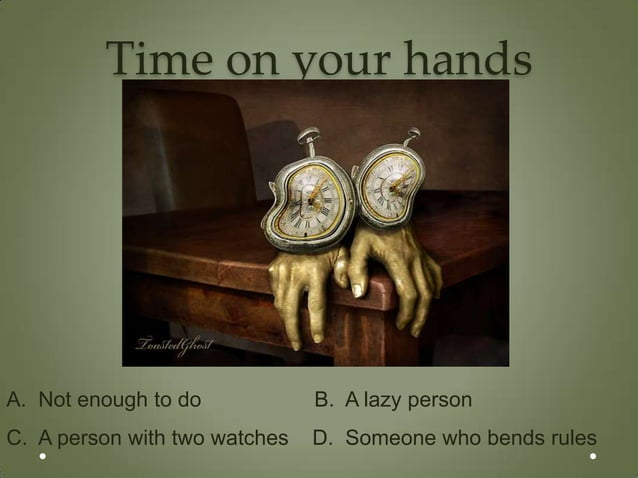 Time on your hands
ToastedGhost
A. Not enough to do
B. A lazy person
C. A person with two watches
D. Someone who bends rules